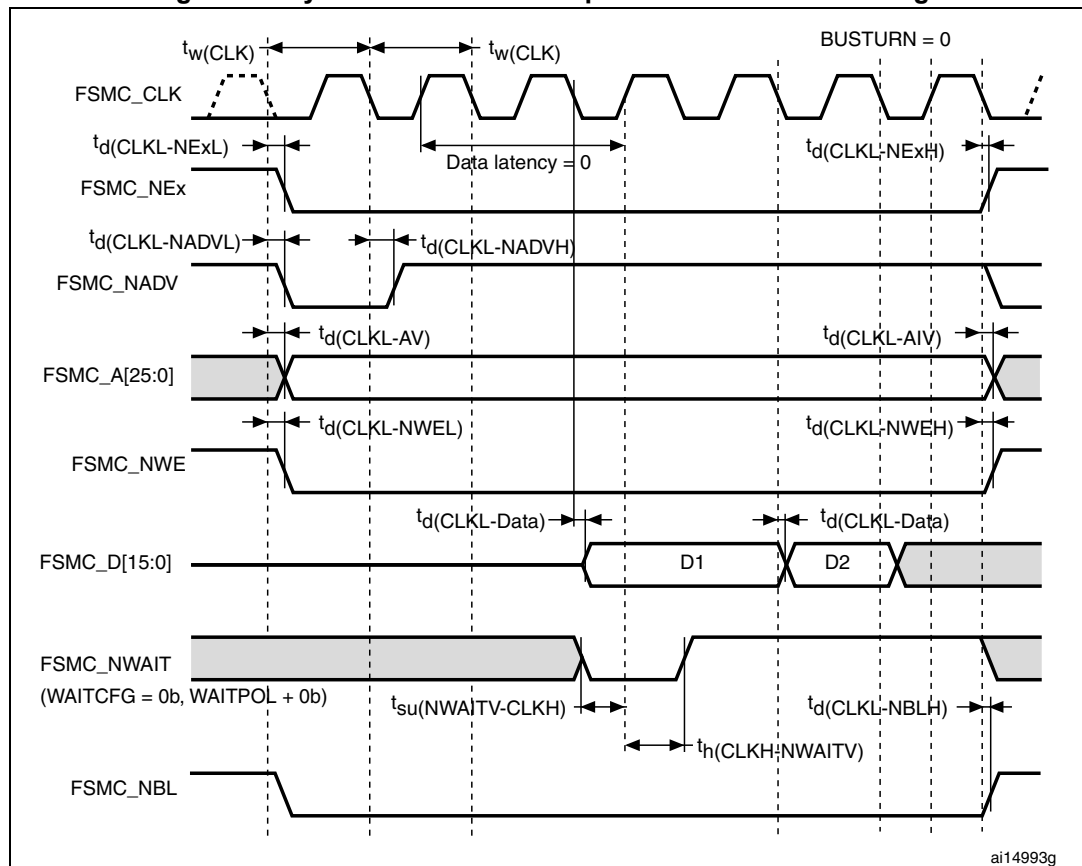 BUSTURN = 0
tw(CLK)
tw(CLK)
FSMC_CLK
td(CLKL-NExL)
Data latency = 0
td(CLKL-NExH)
FSMC_NEx
td(CLKL-NADVL)
td(CLKL-NADVH)
FSMC_NADV
td(CLKL-AV)
td(CLKL-AIV)
FSMC_A[25:0]
td(CLKL-NWEL)
td(CLKL-NWEH)
FSMC_NWE
td(CLKL-Data)
td(CLKL-Data)
FSMC_D[15:0]
D1
D2
FSMC_NWAIT
(WAITCFG = 0b, WAITPOL + 0b)
tsu(NWAITV-CLKH)
td(CLKL-NBLH)
th(CLKH-NWAITV)
FSMC_NBL
ai14993g